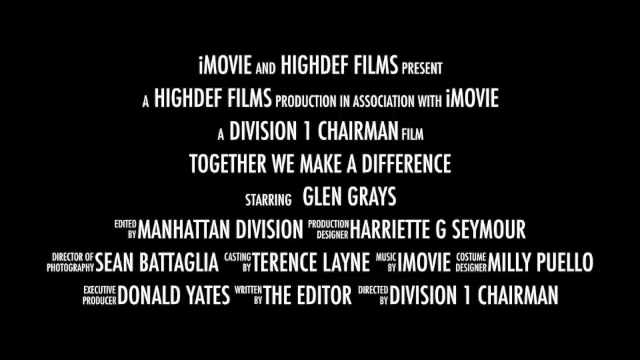 iMOVIE AND HIGHDEF FILMS PRESENT
A HIGHDEF FILMS PRODUCTION IN ASSOCIATION WITH iMOVIE
A DIVISION 1 CHAIRMAN FILM
TOGETHER WE MAKE A DIFFERENCE
STARRING GLEN GRAYS
EDITED BY MANHATTAN DIVISION PRODUCTION DESIGNER HARRIETTE G SEYMOUR
DIRECTOR OF PHOTOGRAPHY SEAN BATTAGLIA CASTING BY TERENCE LAYNE MUSIC BY IMOVIE COSTUME DESIGNER MILLY PUELLO
EXECUTIVE PRODUCER DONALD YATES WRITTEN BY THE EDITOR DIRECTED BY DIVISION 1 CHAIRMAN